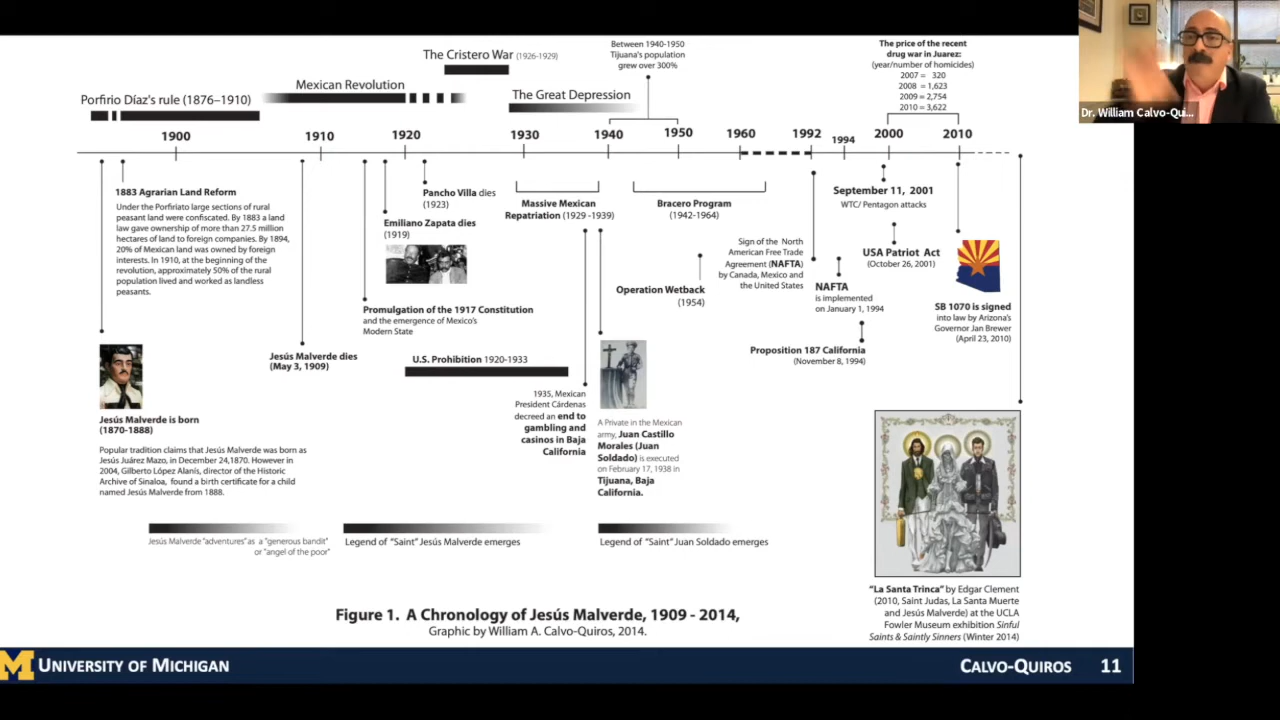 The Cristero War (1926-1929)
Between 1940-1950
Tijuana's population
grew over 300%
The price of the recent
drug war in Juarez:
(year/number of homicides)
2007 = 320
2008 = 1,623
2009 = 2,754
2010 = 3,622
Dr. William Calvo-Qui...
Mexican Revolution
The Great Depression
Porfirio Díaz's rule (1876–1910)
1900 1910 1920 1930 1940 1950 1960 1992 1994 2000 2010
1883 Agrarian Land Reform
Under the Porfiriato large sections of rural
peasant land were confiscated. By 1883 a land
law gave ownership of more than 27.5 million
hectares of land to foreign companies. By 1894,
20% of Mexican land was owned by foreign
interests. In 1910, at the beginning of the
revolution, approximately 50% of the rural
population lived and worked as landless
peasants.
Pancho Villa dies
(1923)
Emiliano Zapata dies
(1919)
Massive Mexican
Repatriation (1929 -1939)
Bracero Program
(1942-1964)
September 11, 2001
WTC/ Pentagon attacks
Sign of the North
American Free Trade
Agreement (NAFTA)
by Canada, Mexico and
the United States
USA Patriot Act
(October 26, 2001)
Operation Wetback
(1954)
NAFTA
is implemented
on January 1, 1994
SB 1070 is signed
into law by Arizona's
Governor Jan Brewer
(April 23, 2010)
Promulgation of the 1917 Constitution
and the emergence of Mexico's
Modern State
Jesús Malverde dies
(May 3, 1909)
U.S. Prohibition 1920-1933
Proposition 187 California
(November 8, 1994)
1935, Mexican
President Cárdenas
decreed an end to
gambling and
casinos in Baja
California
A Private in the Mexican
army, Juan Castillo
Morales (Juan
Soldado) is executed
on February 17, 1938 in
Tijuana, Baja
California.
Jesús Malverde is born
(1870-1888)
Popular tradition claims that Jesús Malverde was born as
Jesús Juárez Mazo, in December 24,1870. However in
2004, Gilberto López Alanís, director of the Historic
Archive of Sinaloa, found a birth certificate for a child
named Jesús Malverde from 1888.
Jesús Malverde "adventures" as a "generous bandit"
or "angel of the poor"
Legend of "Saint" Jesús Malverde emerges
Legend of "Saint" Juan Soldado emerges
"La Santa Trinca" by Edgar Clement
(2010, Saint Judas, La Santa Muerte
and Jesús Malverde) at the UCLA
Fowler Museum exhibition Sinful
Saints & Saintly Sinners (Winter 2014)
Figure 1. A Chronology of Jesús Malverde, 1909 - 2014,
Graphic by William A. Calvo-Quiros, 2014.
M UNIVERSITY OF MICHIGAN
CALVO-QUIROS 11